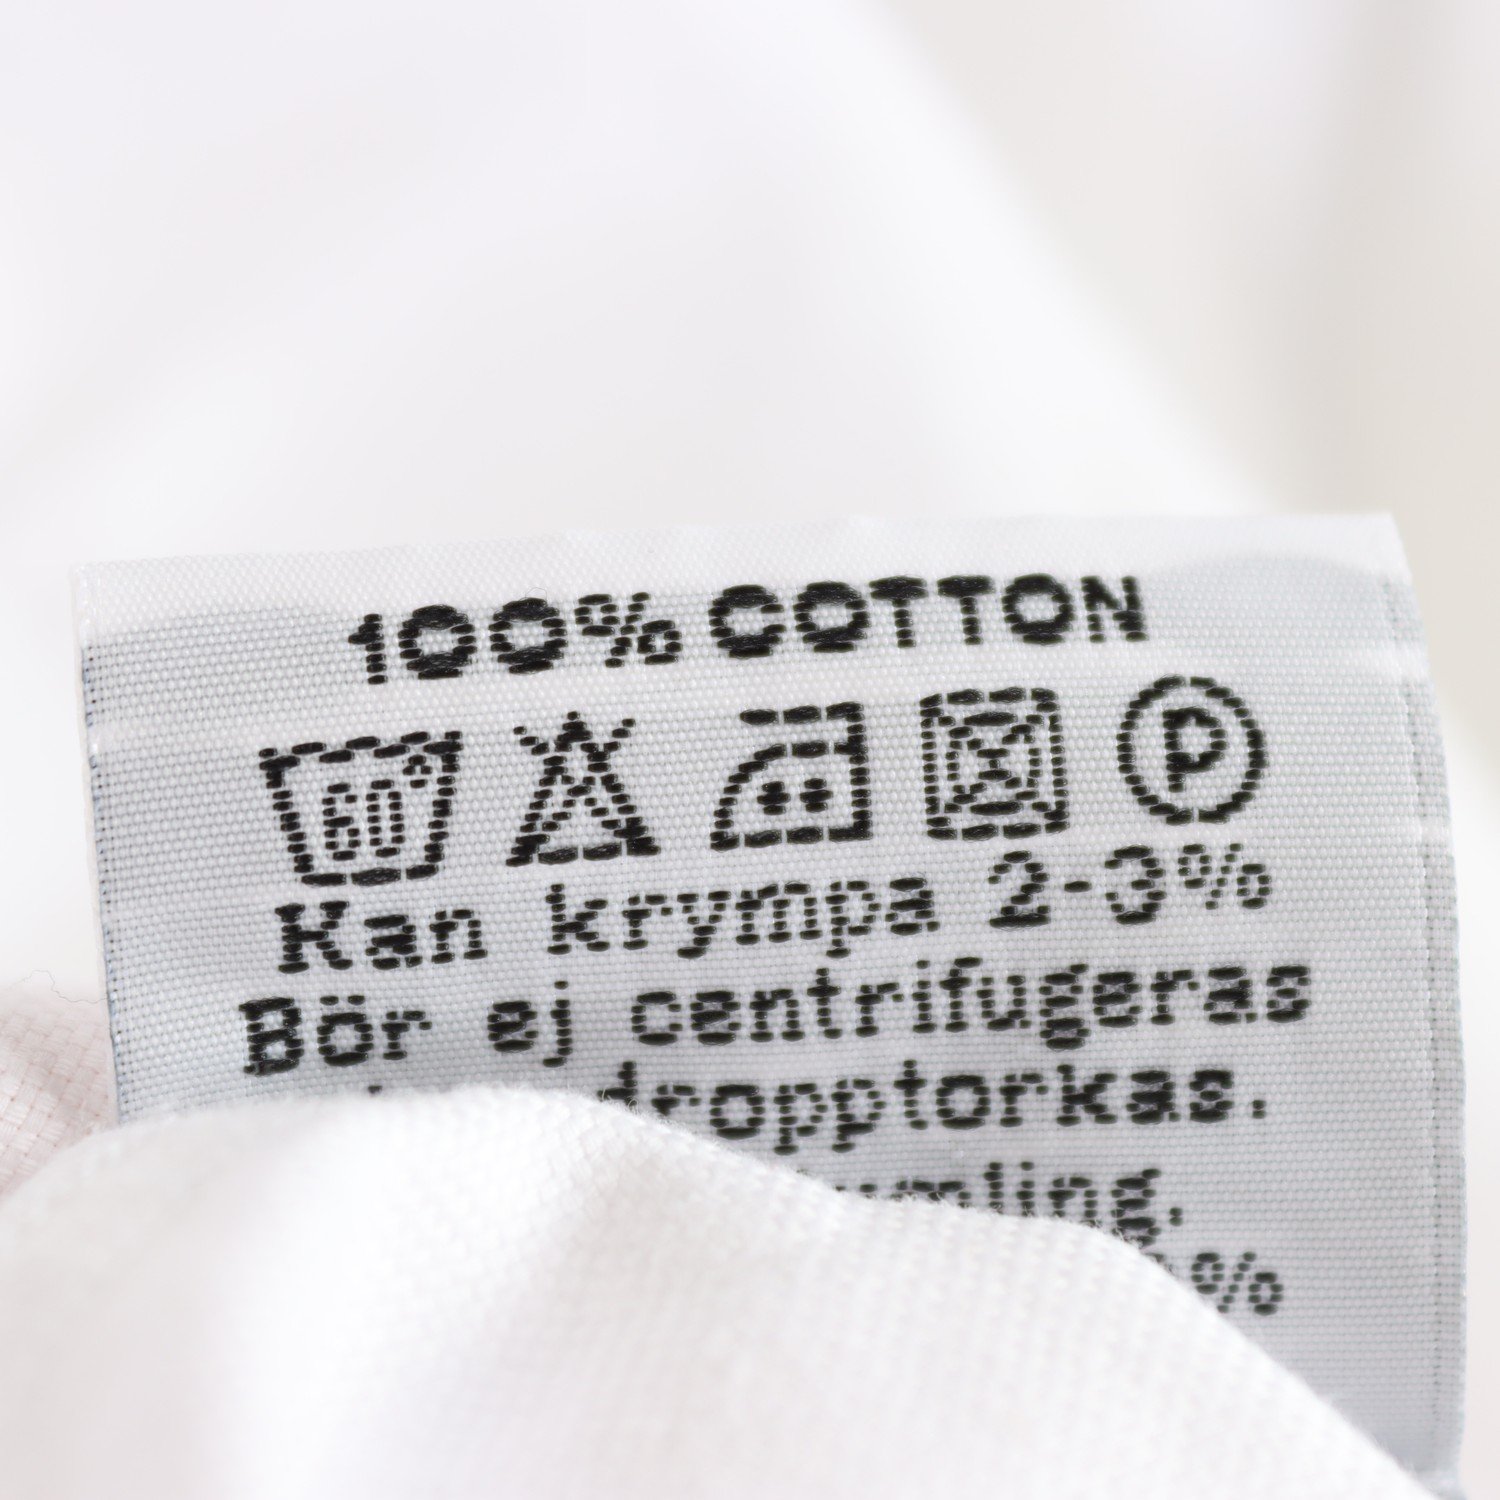 100% COTTON
60°
P
Kan krympa 2-3%
Bör ej centrifugeras
dropptorkas.
%